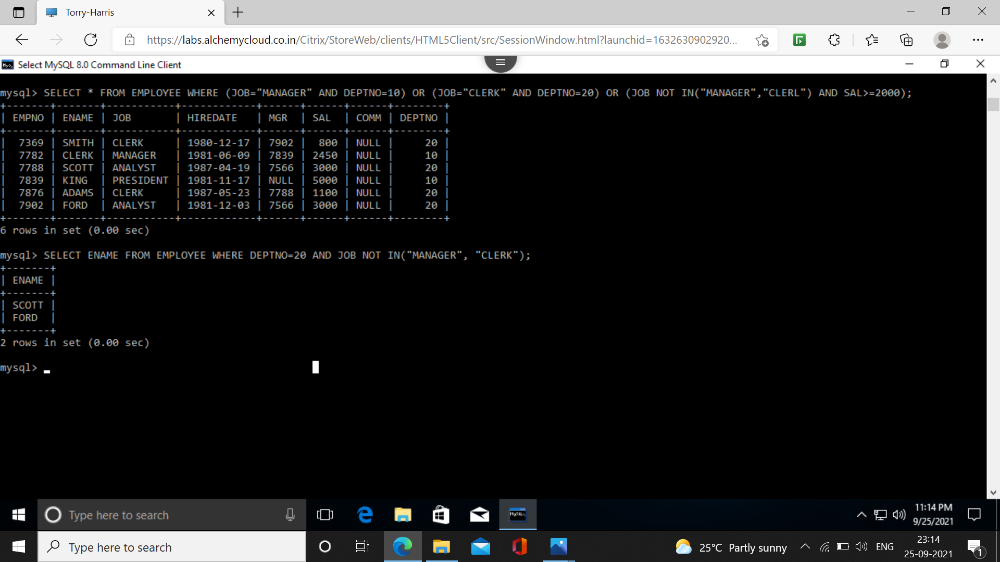 Torry-Harris
https://labs.alchemycloud.co.in/Citrix/StoreWeb/clients/HTML5Client/src/SessionWindow.html?launchid=1632630902920...
Select MySQL 8.0 Command Line Client
mysql> SELECT * FROM EMPLOYEE WHERE (JOB="MANAGER" AND DEPTNO=10) OR (JOB="CLERK" AND DEPTNO=20) OR (JOB NOT IN("MANAGER","CLERL") AND SAL>=2000);
+-------+-------+-----------+------------+------+------+------+--------+
| EMPNO | ENAME | JOB       | HIREDATE   | MGR  | SAL  | COMM | DEPTNO |
+-------+-------+-----------+------------+------+------+------+--------+
|  7369 | SMITH | CLERK     | 1980-12-17 | 7902 |  800 | NULL |     20 |
|  7782 | CLERK | MANAGER   | 1981-06-09 | 7839 | 2450 | NULL |     10 |
|  7788 | SCOTT | ANALYST   | 1987-04-19 | 7566 | 3000 | NULL |     20 |
|  7839 | KING  | PRESIDENT | 1981-11-17 | NULL | 5000 | NULL |     10 |
|  7876 | ADAMS | CLERK     | 1987-05-23 | 7788 | 1100 | NULL |     20 |
|  7902 | FORD  | ANALYST   | 1981-12-03 | 7566 | 3000 | NULL |     20 |
+-------+-------+-----------+------------+------+------+------+--------+
6 rows in set (0.00 sec)
mysql> SELECT ENAME FROM EMPLOYEE WHERE DEPTNO=20 AND JOB NOT IN("MANAGER", "CLERK");
+-------+
| ENAME |
+-------+
| SCOTT |
| FORD  |
+-------+
2 rows in set (0.00 sec)
mysql> _
Type here to search
11:14 PM
9/25/2021
Type here to search
25°C Partly sunny
ENG
23:14
25-09-2021
1